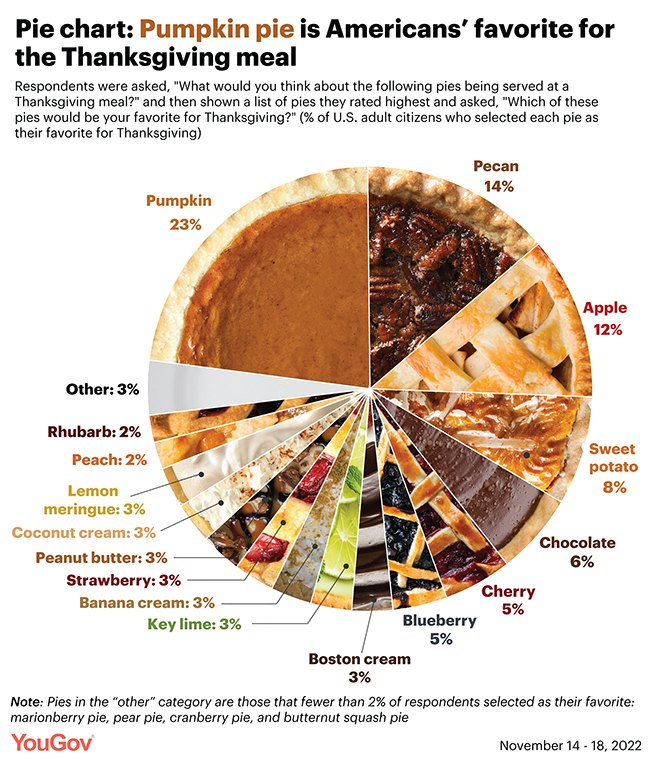 Pie chart: Pumpkin pie is Americans’ favorite for
the Thanksgiving meal
Respondents were asked, "What would you think about the following pies being served at a
Thanksgiving meal?" and then shown a list of pies they rated highest and asked, "Which of these
pies would be your favorite for Thanksgiving?" (% of U.S. adult citizens who selected each pie as
their favorite for Thanksgiving)
Pecan
14%
Pumpkin
23%
Apple
12%
Other: 3%
Rhubarb: 2%
Peach: 2%
Sweet
potato
8%
Lemon
meringue: 3%
Coconut cream: 3%
Chocolate
6%
Peanut butter: 3%
Strawberry: 3%
Cherry
5%
Banana cream: 3%
Key lime: 3%
Blueberry
5%
Boston cream
3%
Note: Pies in the “other” category are those that fewer than 2% of respondents selected as their favorite:
marionberry pie, pear pie, cranberry pie, and butternut squash pie
YouGov®
November 14 - 18, 2022